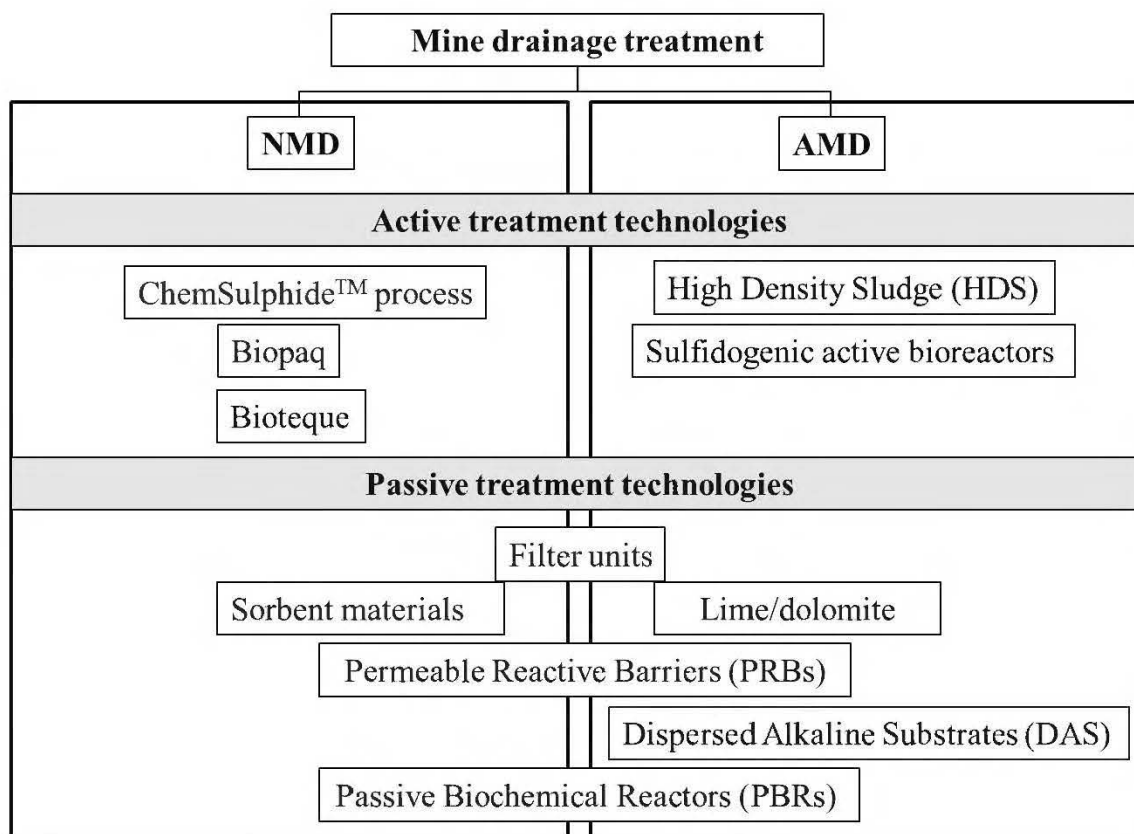 Mine drainage treatment
NMD
AMD
Active treatment technologies
ChemSulphide™ process
High Density Sludge (HDS)
Biopaq
Sulfidogenic active bioreactors
Bioteque
Passive treatment technologies
Filter units
Sorbent materials
Lime/dolomite
Permeable Reactive Barriers (PRBs)
Dispersed Alkaline Substrates (DAS)
Passive Biochemical Reactors (PBRs)